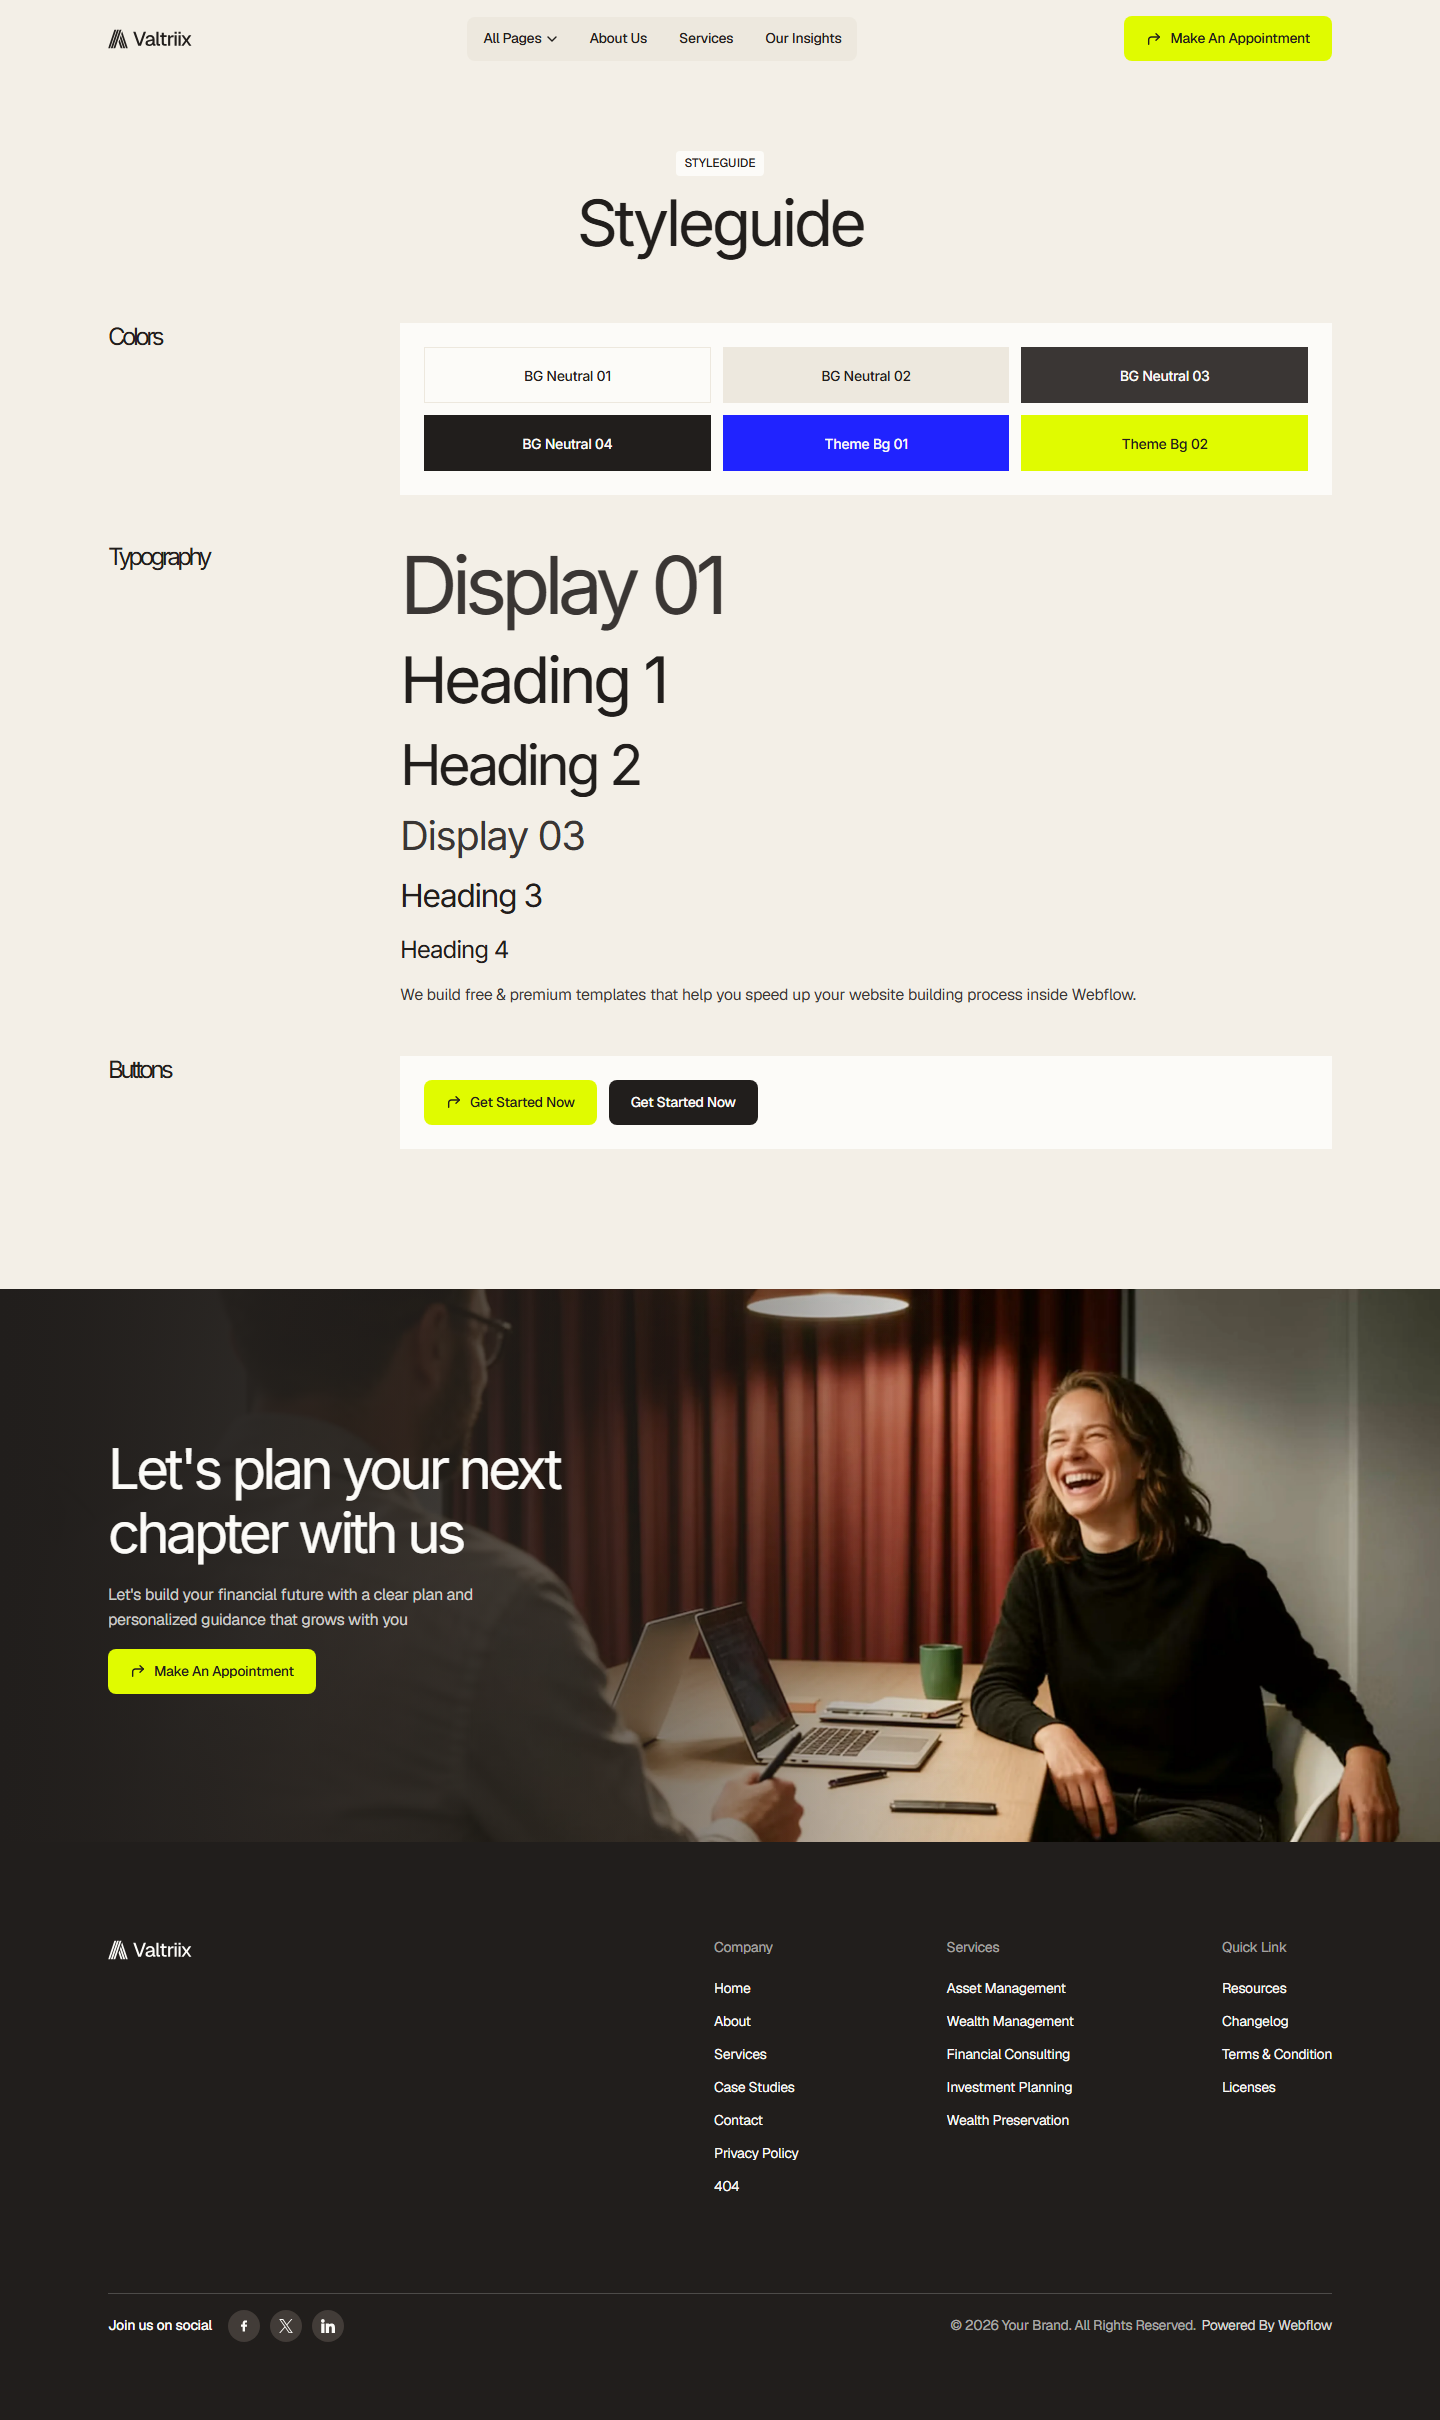 Valtriix
All Pages
About Us
Services
Our Insights
Make An Appointment
STYLEGUIDE
Styleguide
Colors
BG Neutral 01
BG Neutral 02
BG Neutral 03
BG Neutral 04
Theme Bg 01
Theme Bg 02
Typography
Display 01
Heading 1
Heading 2
Display 03
Heading 3
Heading 4
We build free & premium templates that help you speed up your website building process inside Webflow.
Buttons
Get Started Now
Get Started Now
Let's plan your next
chapter with us
Let's build your financial future with a clear plan and
personalized guidance that grows with you
Make An Appointment
Valtriix
Company
Home
About
Services
Case Studies
Contact
Privacy Policy
404
Services
Asset Management
Wealth Management
Financial Consulting
Investment Planning
Wealth Preservation
Quick Link
Resources
Changelog
Terms & Condition
Licenses
Join us on social
© 2026 Your Brand. All Rights Reserved. Powered By Webflow